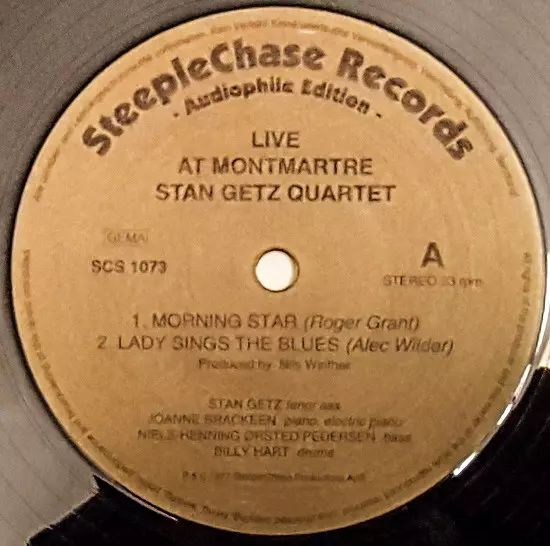 SteepleChase Records
- Audiophile Edition -
LIVE
AT MONTMARTRE
STAN GETZ QUARTET
GEMA
SCS 1073
A
STEREO 33 rpm
1. MORNING STAR (Roger Grant)
2. LADY SINGS THE BLUES (Alec Wilder)
Produced by Nils Winther
STAN GETZ tenor sax
JOANNE BRACKEEN piano, electric piano
NIELS-HENNING ØRSTED PEDERSEN bass
BILLY HART drums